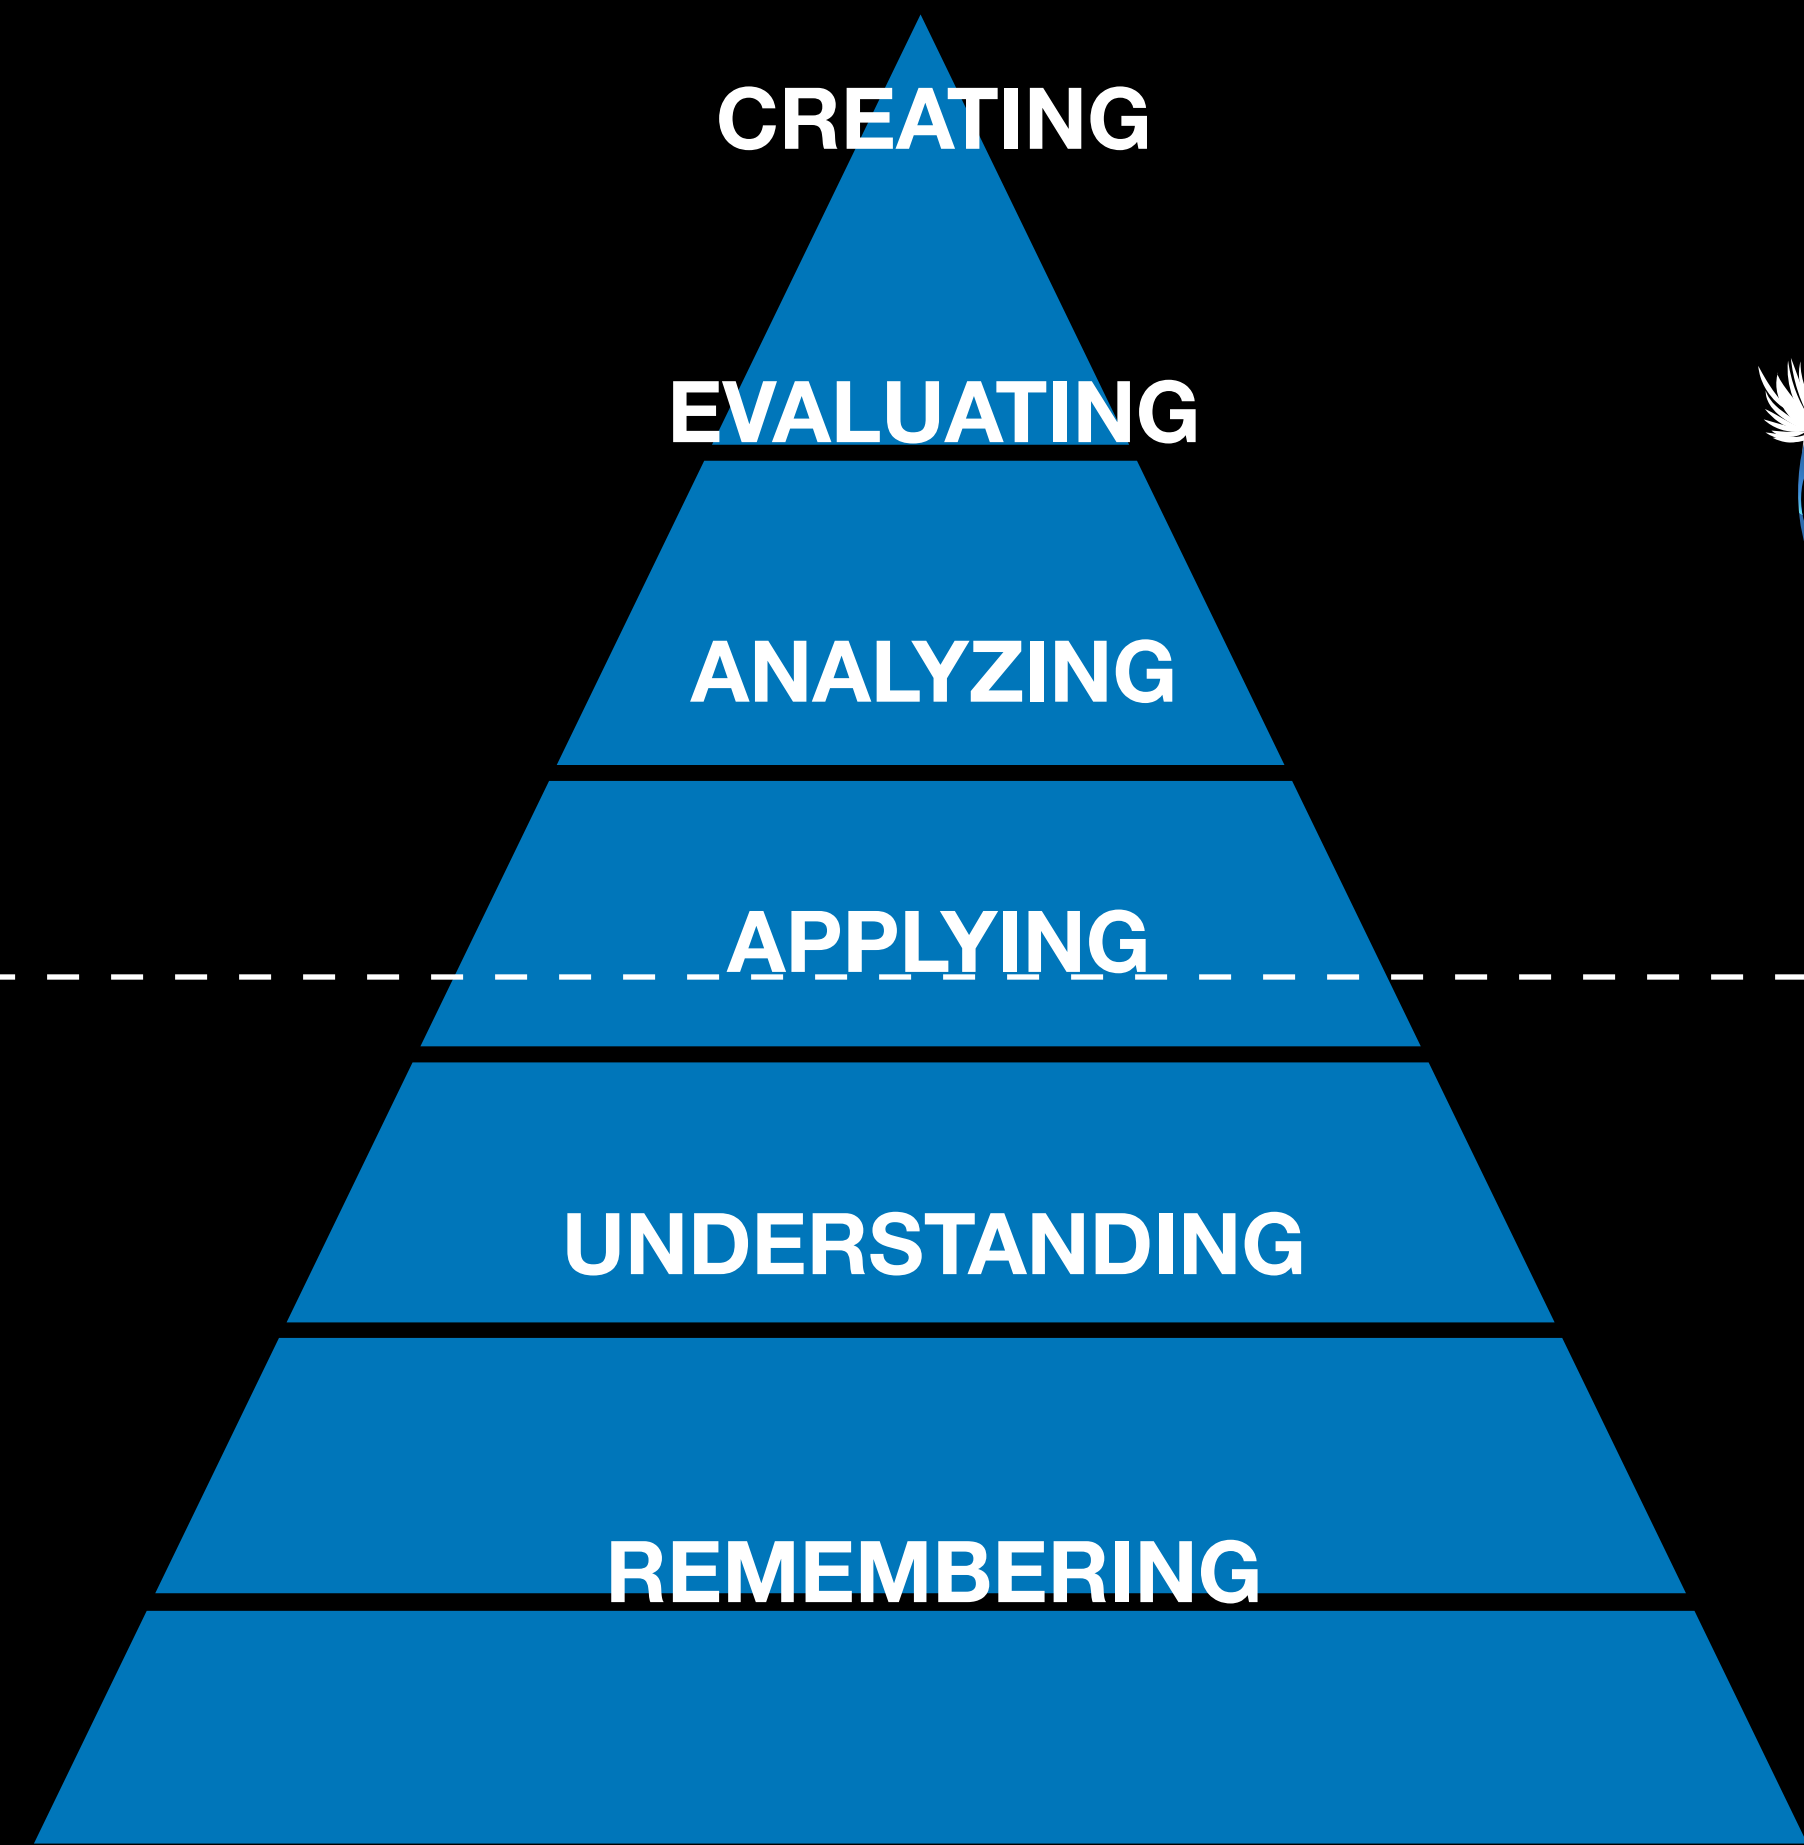 CREATING
EVALUATING
ANALYZING
APPLYING
UNDERSTANDING
REMEMBERING